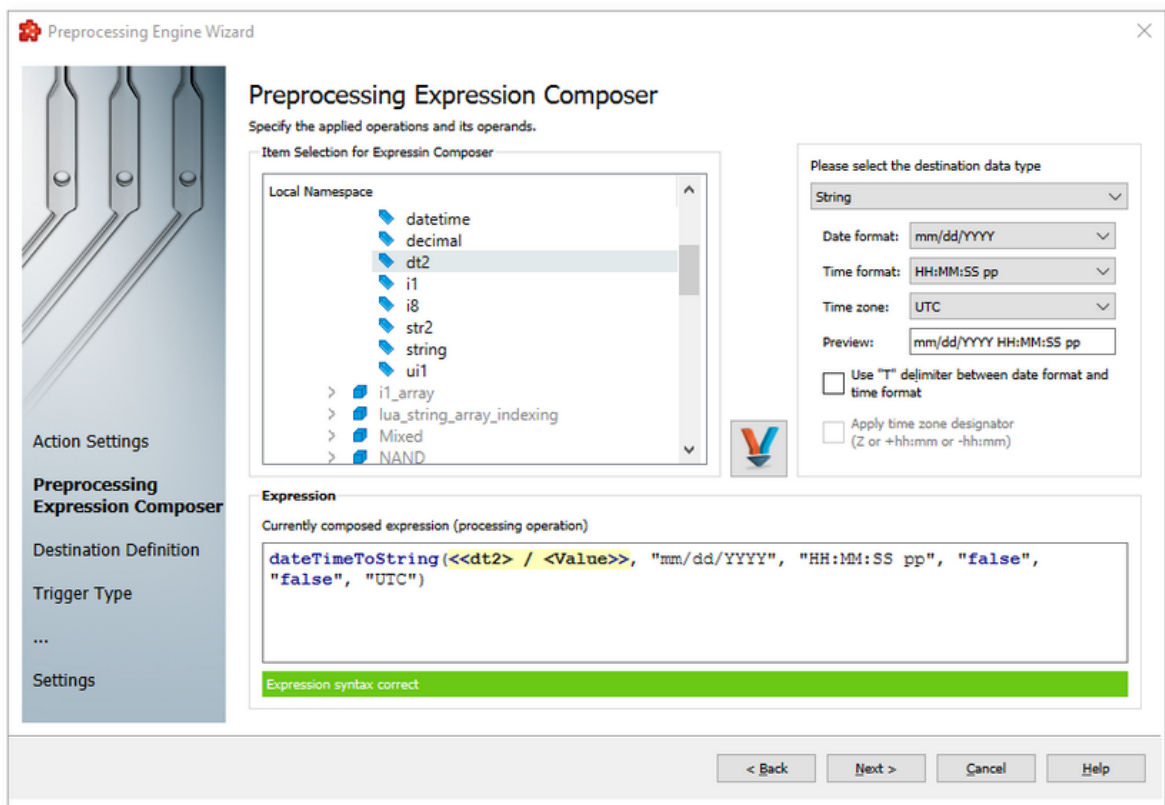 Preprocessing Engine Wizard
Preprocessing Expression Composer
Specify the applied operations and its operands.
Item Selection for Expressin Composer
Local Namespace
datetime
decimal
dt2
i1
i8
str2
string
ui1
i1_array
lua_string_array_indexing
Mixed
NAND
Please select the destination data type
String
Date format: mm/dd/YYYY
Time format: HH:MM:SS pp
Time zone: UTC
Preview: mm/dd/YYYY HH:MM:SS pp
Use "T" delimiter between date format and
time format
Apply time zone designator
(Z or +hh:mm or -hh:mm)
Action Settings
Preprocessing
Expression Composer
Destination Definition
Trigger Type
...
Settings
Expression
Currently composed expression (processing operation)
dateTimeToString(<<dt2> / <Value>>, "mm/dd/YYYY", "HH:MM:SS pp", "false",
"false", "UTC")
Expression syntax correct
< Back
Next >
Cancel
Help